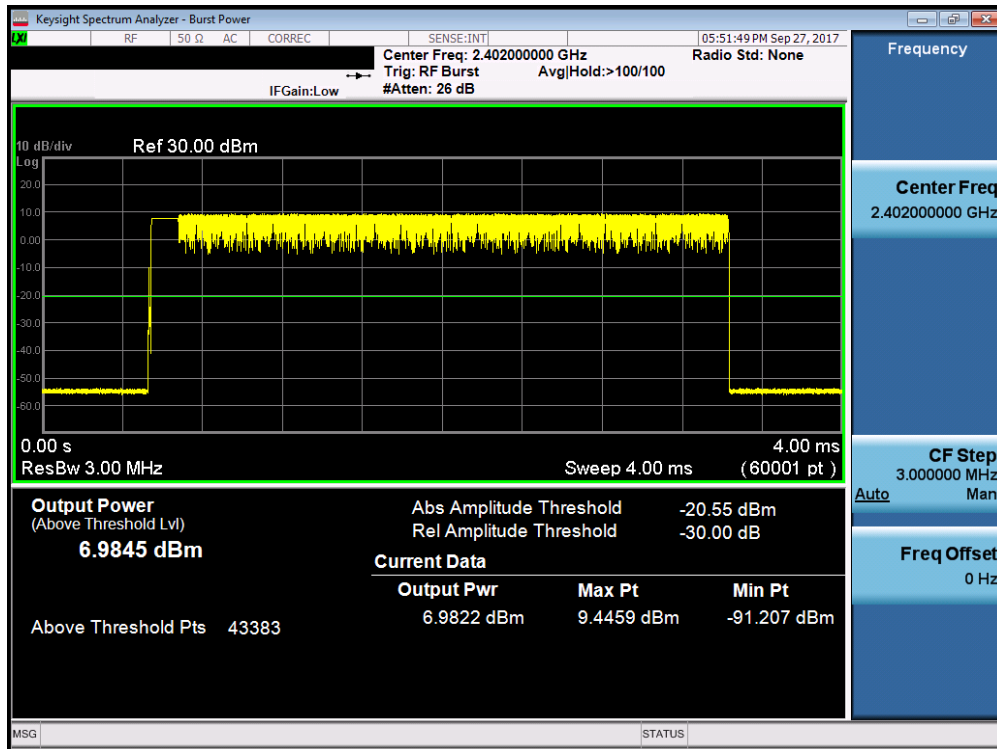 Keysight Spectrum Analyzer - Burst Power
LXI RF 50 Ω AC CORREC SENSE:INT 05:51:49 PM Sep 27, 2017
Center Freq: 2.402000000 GHz Radio Std: None
Trig: RF Burst Avg|Hold:>100/100
IFGain:Low #Atten: 26 dB
10 dB/div Ref 30.00 dBm
Log
20.0
10.0
0.00
-10.0
-20.0
-30.0
-40.0
-50.0
-60.0
0.00 s 4.00 ms
ResBw 3.00 MHz Sweep 4.00 ms (60001 pt)
Output Power
(Above Threshold Lvl)
6.9845 dBm
Above Threshold Pts 43383
Abs Amplitude Threshold -20.55 dBm
Rel Amplitude Threshold -30.00 dB
Current Data
Output Pwr Max Pt Min Pt
6.9822 dBm 9.4459 dBm -91.207 dBm
Frequency
Center Freq
2.402000000 GHz
CF Step
3.000000 MHz
Auto Man
Freq Offset
0 Hz
MSG STATUS